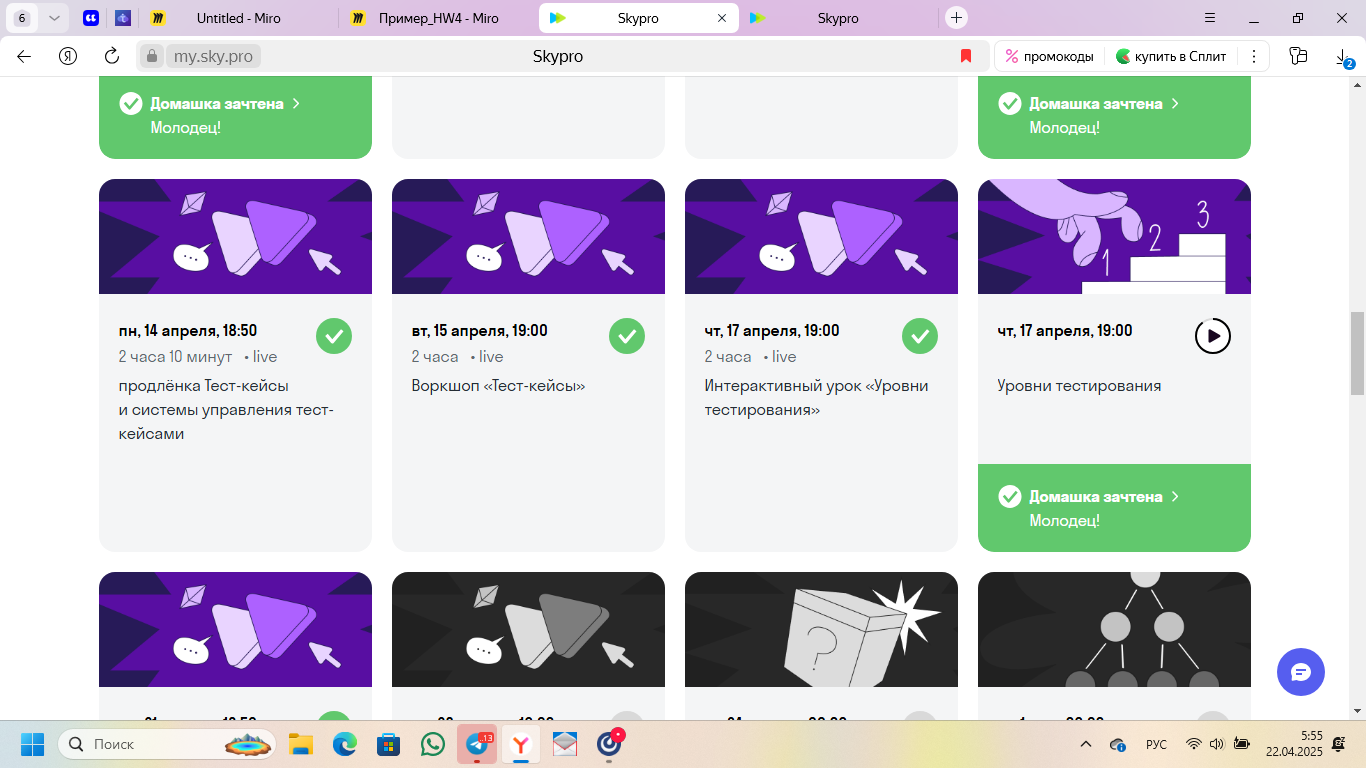 6
Untitled - Miro
Пример_HW4 - Miro
Skypro
Skypro
my.sky.pro
Skypro
промокоды
купить в Сплит
2
Домашка зачтена
Молодец!
Домашка зачтена
Молодец!
1
2
3
пн, 14 апреля, 18:50
2 часа 10 минут • live
продлёнка Тест-кейсы
и системы управления тест-
кейсами
вт, 15 апреля, 19:00
2 часа • live
Воркшоп «Тест-кейсы»
чт, 17 апреля, 19:00
2 часа • live
Интерактивный урок «Уровни
тестирования»
чт, 17 апреля, 19:00
Уровни тестирования
Домашка зачтена
Молодец!
?
Поиск
13
РУС
5:55
22.04.2025